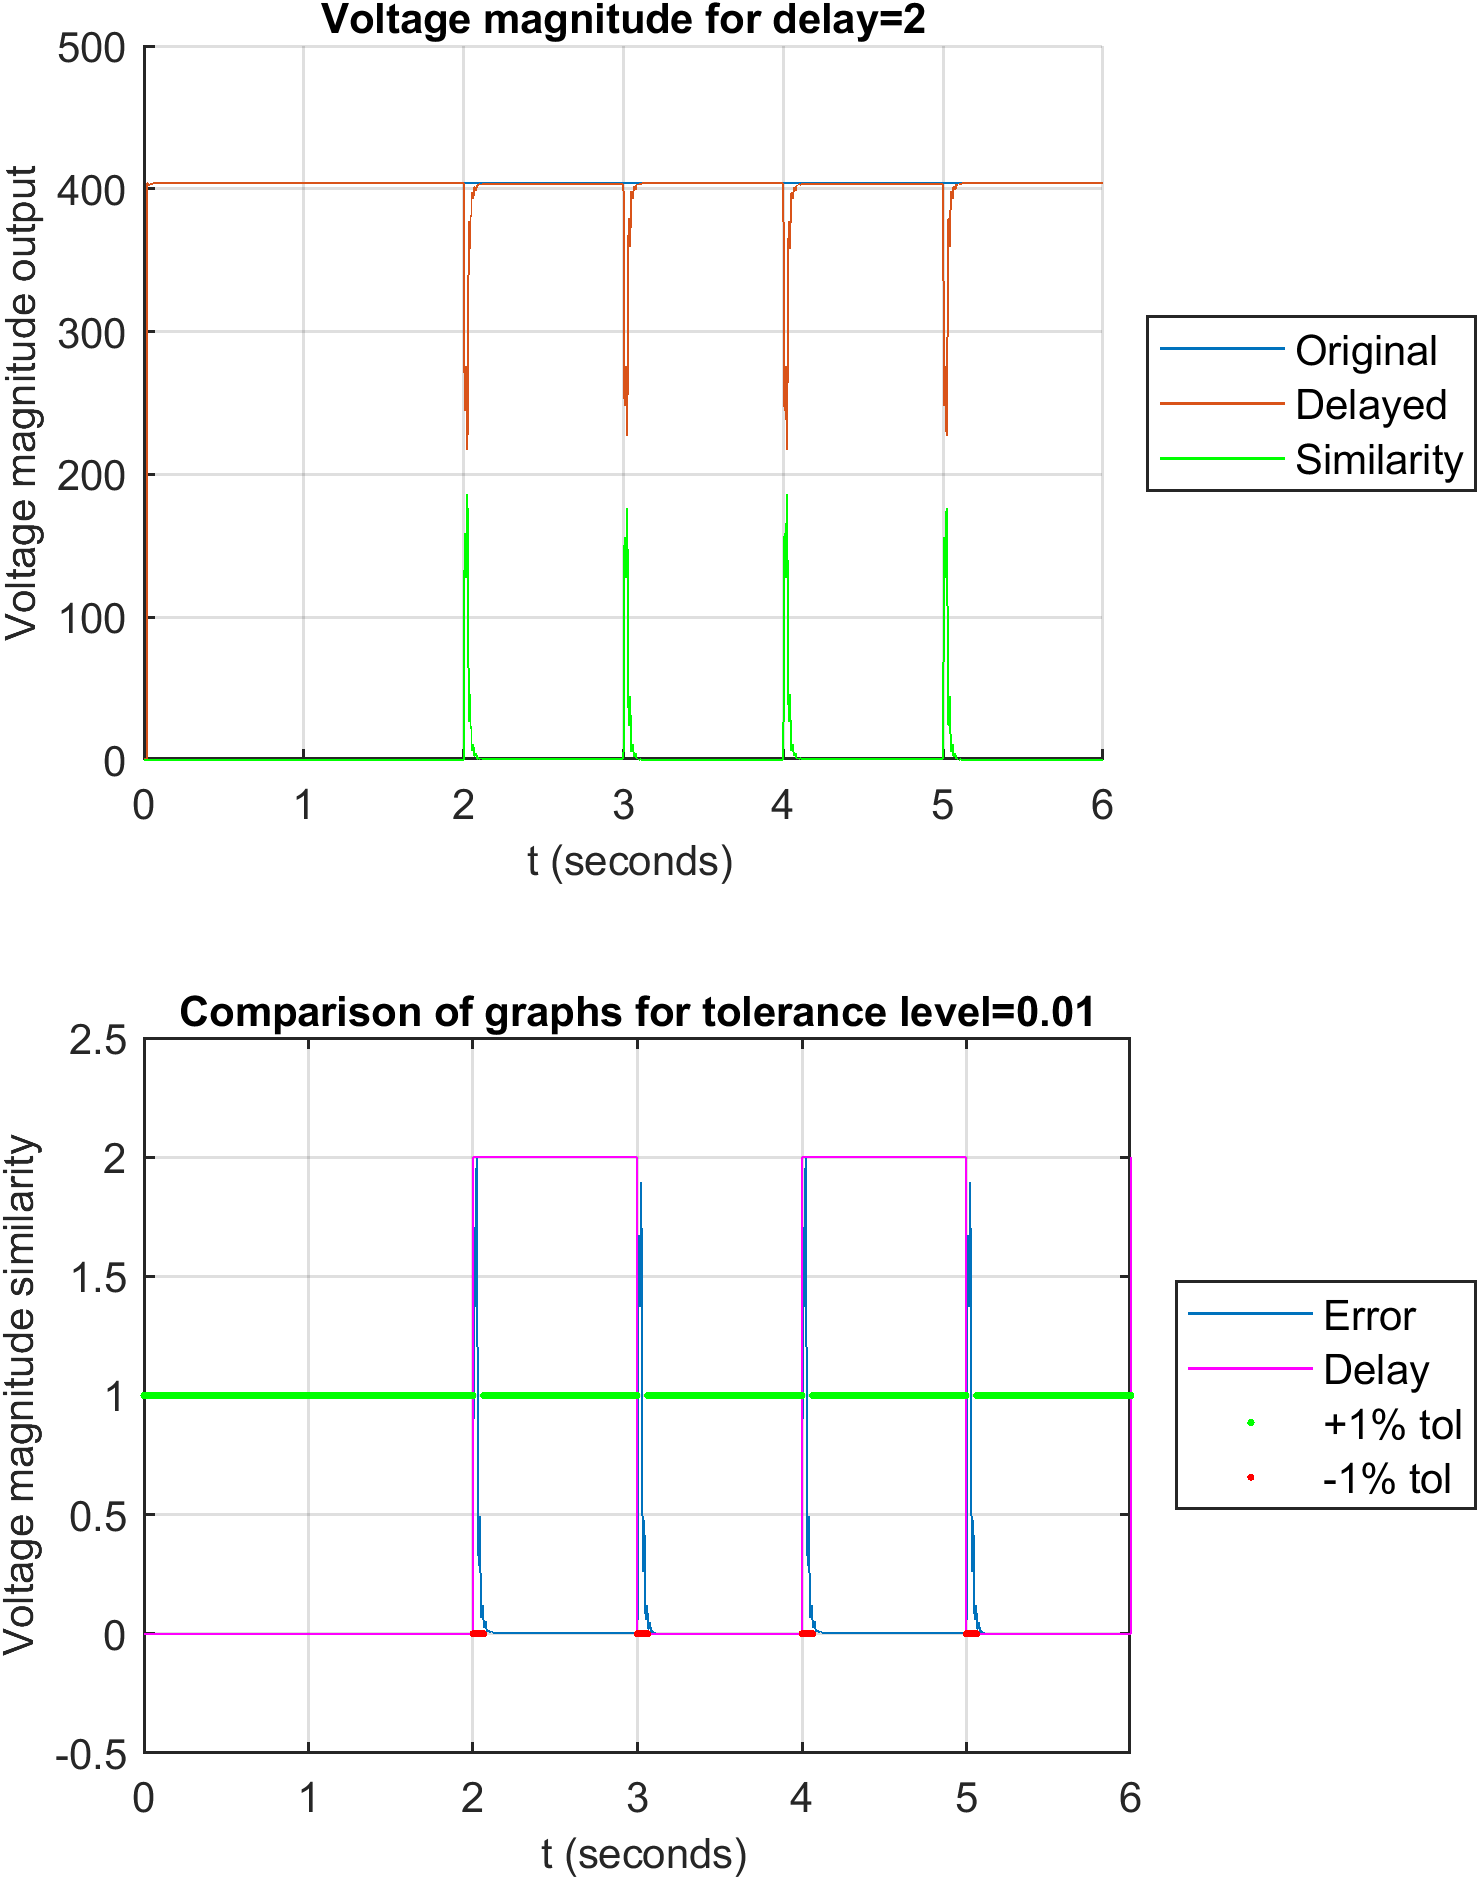 Voltage magnitude for delay=2
500
400
300
200
100
0
Voltage magnitude output
0 1 2 3 4 5 6
t (seconds)
Original
Delayed
Similarity
Comparison of graphs for tolerance level=0.01
2.5
2
1.5
1
0.5
0
-0.5
Voltage magnitude similarity
0 1 2 3 4 5 6
t (seconds)
Error
Delay
+1% tol
-1% tol